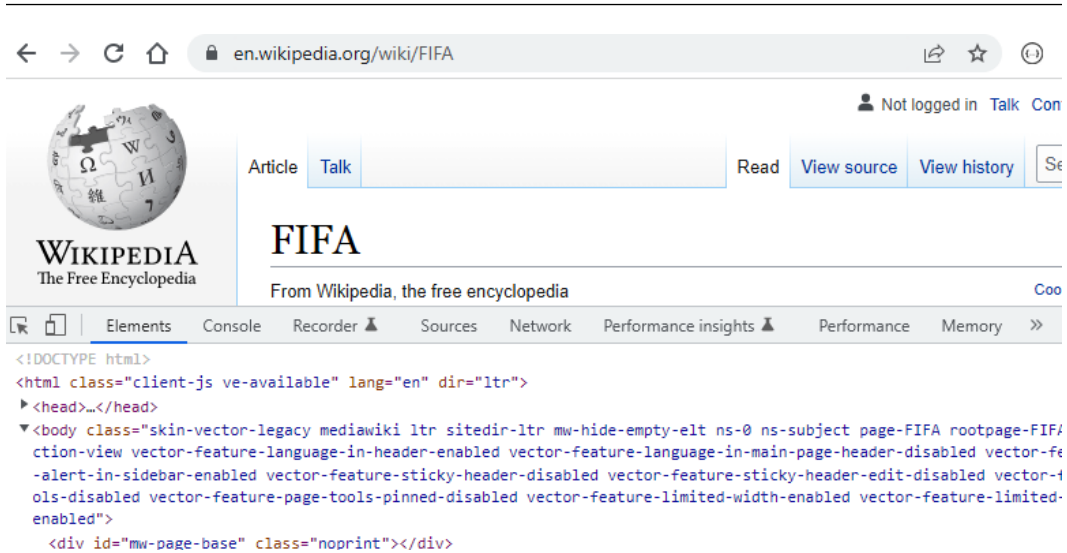 en.wikipedia.org/wiki/FIFA
Not logged in Talk
Article Talk Read View source View history
WIKIPEDIA
The Free Encyclopedia
FIFA
From Wikipedia, the free encyclopedia
Elements Console Recorder Sources Network Performance insights Performance Memory »
<!DOCTYPE html>
<html class="client-js ve-available" lang="en" dir="ltr">
<head>…</head>
<body class="skin-vector-legacy mediawiki ltr sitedir-ltr mw-hide-empty-elt ns-0 ns-subject page-FIFA rootpage-FIFA
ction-view vector-feature-language-in-header-enabled vector-feature-language-in-main-page-header-disabled vector-fe
-alert-in-sidebar-enabled vector-feature-sticky-header-disabled vector-feature-sticky-header-edit-disabled vector-f
ols-disabled vector-feature-page-tools-pinned-disabled vector-feature-limited-width-enabled vector-feature-limited-
enabled">
<div id="mw-page-base" class="noprint"></div>